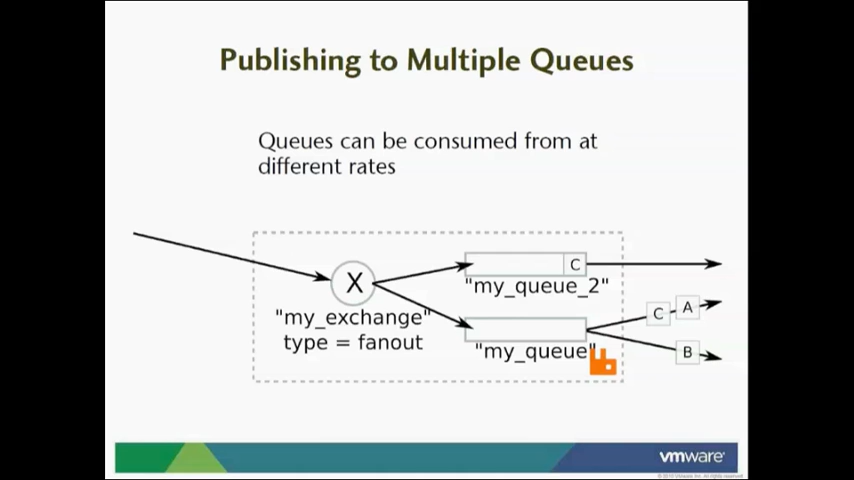 Publishing to Multiple Queues
Queues can be consumed from at
different rates
X
C
"my_queue_2"
"my_exchange"
type = fanout
C
A
"my_queue"
B
vmware